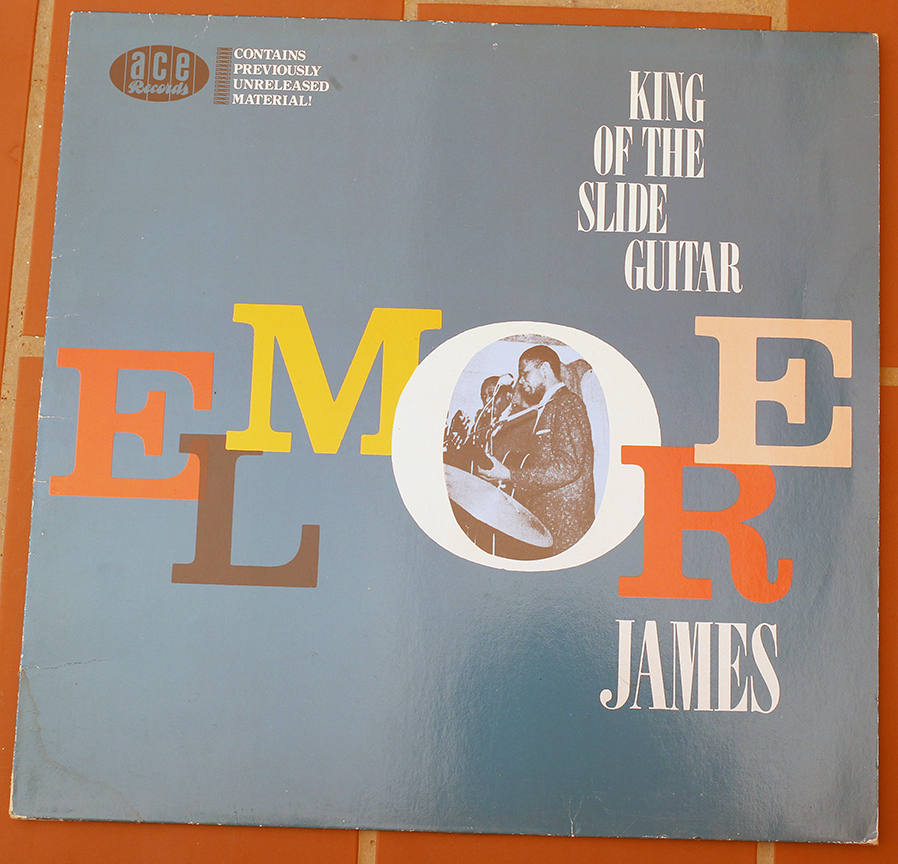 ace
Records
CONTAINS
PREVIOUSLY
UNRELEASED
MATERIAL!
KING
OF THE
SLIDE
GUITAR
ELMORE
JAMES